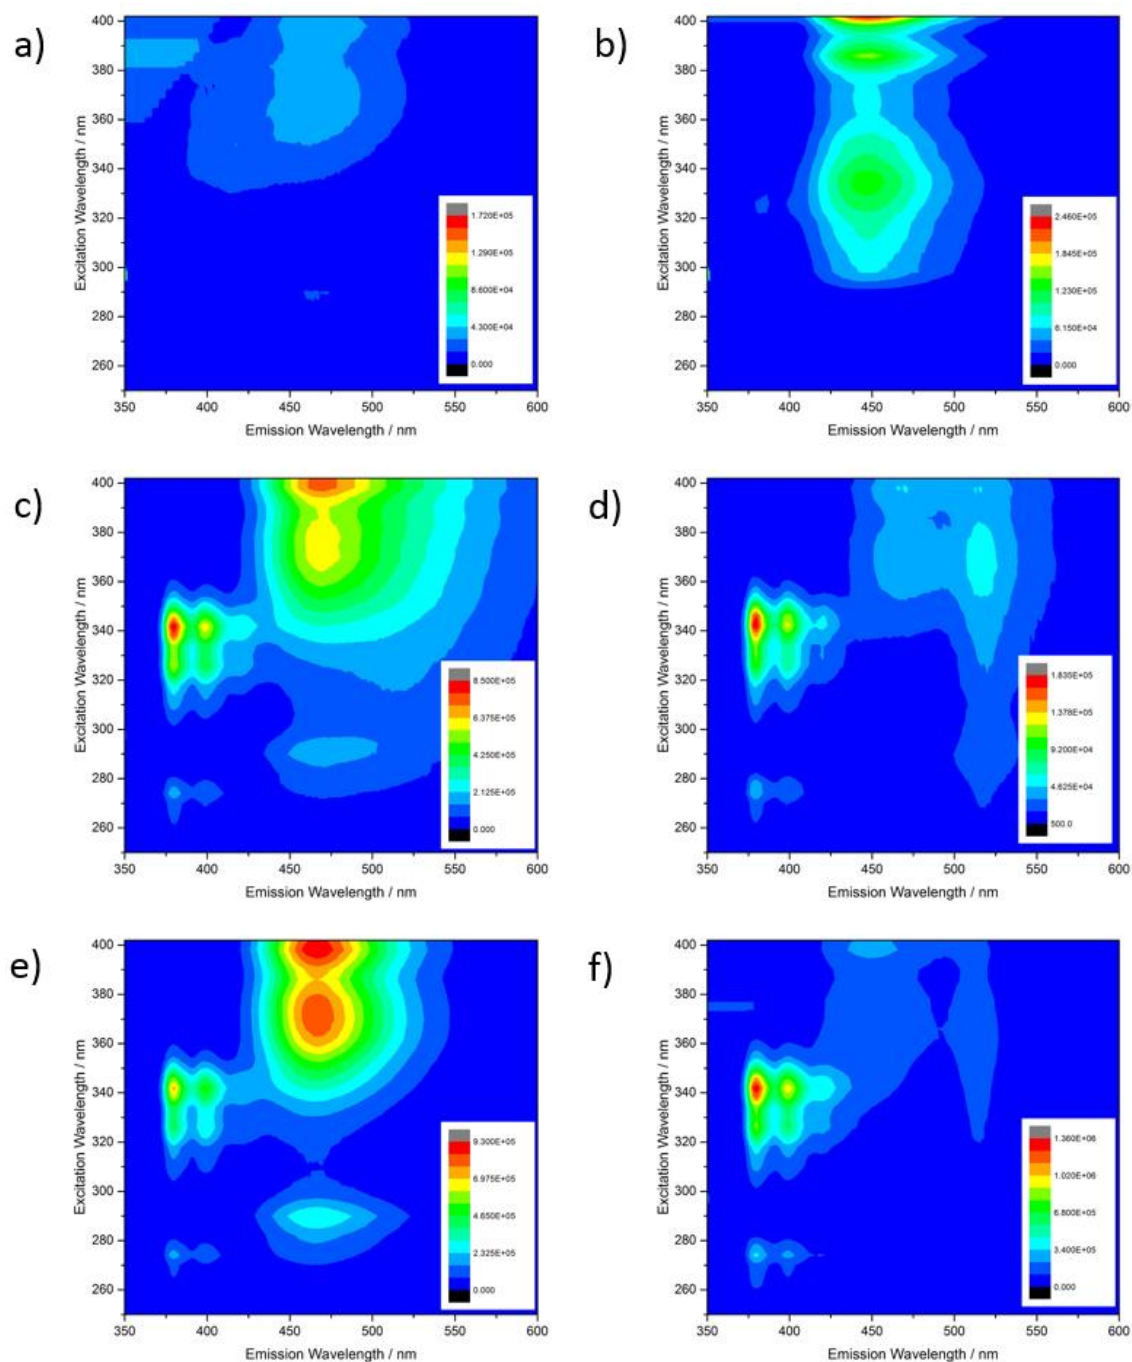 a)
400
380
360
340
320
300
280
260
Excitation Wavelength / nm
1.720E+05
1.290E+05
8.600E+04
4.300E+04
0.000
350 400 450 500 550 600
Emission Wavelength / nm
b)
400
380
360
340
320
300
280
260
Excitation Wavelength / nm
2.460E+05
1.845E+05
1.230E+05
6.150E+04
0.000
350 400 450 500 550 600
Emission Wavelength / nm
c)
400
380
360
340
320
300
280
260
Excitation Wavelength / nm
8.500E+05
6.375E+05
4.250E+05
2.125E+05
0.000
350 400 450 500 550 600
Emission Wavelength / nm
d)
400
380
360
340
320
300
280
260
Excitation Wavelength / nm
1.835E+05
1.378E+05
9.200E+04
4.625E+04
500.0
350 400 450 500 550 600
Emission Wavelength / nm
e)
400
380
360
340
320
300
280
260
Excitation Wavelength / nm
9.300E+05
6.975E+05
4.650E+05
2.325E+05
0.000
350 400 450 500 550 600
Emission Wavelength / nm
f)
400
380
360
340
320
300
280
260
Excitation Wavelength / nm
1.360E+06
1.020E+06
6.800E+05
3.400E+05
0.000
350 400 450 500 550 600
Emission Wavelength / nm